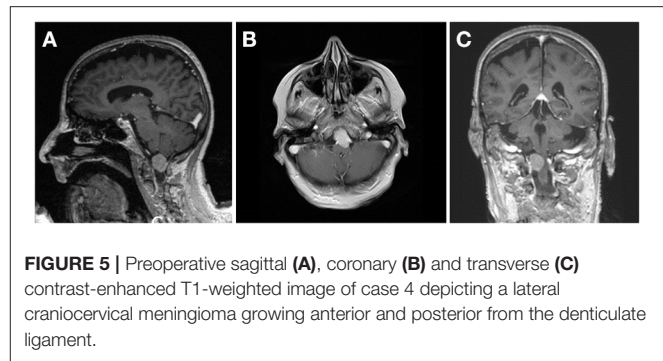 A B C
FIGURE 5 | Preoperative sagittal (A), coronary (B) and transverse (C)
contrast-enhanced T1-weighted image of case 4 depicting a lateral
craniocervical meningioma growing anterior and posterior from the denticulate
ligament.